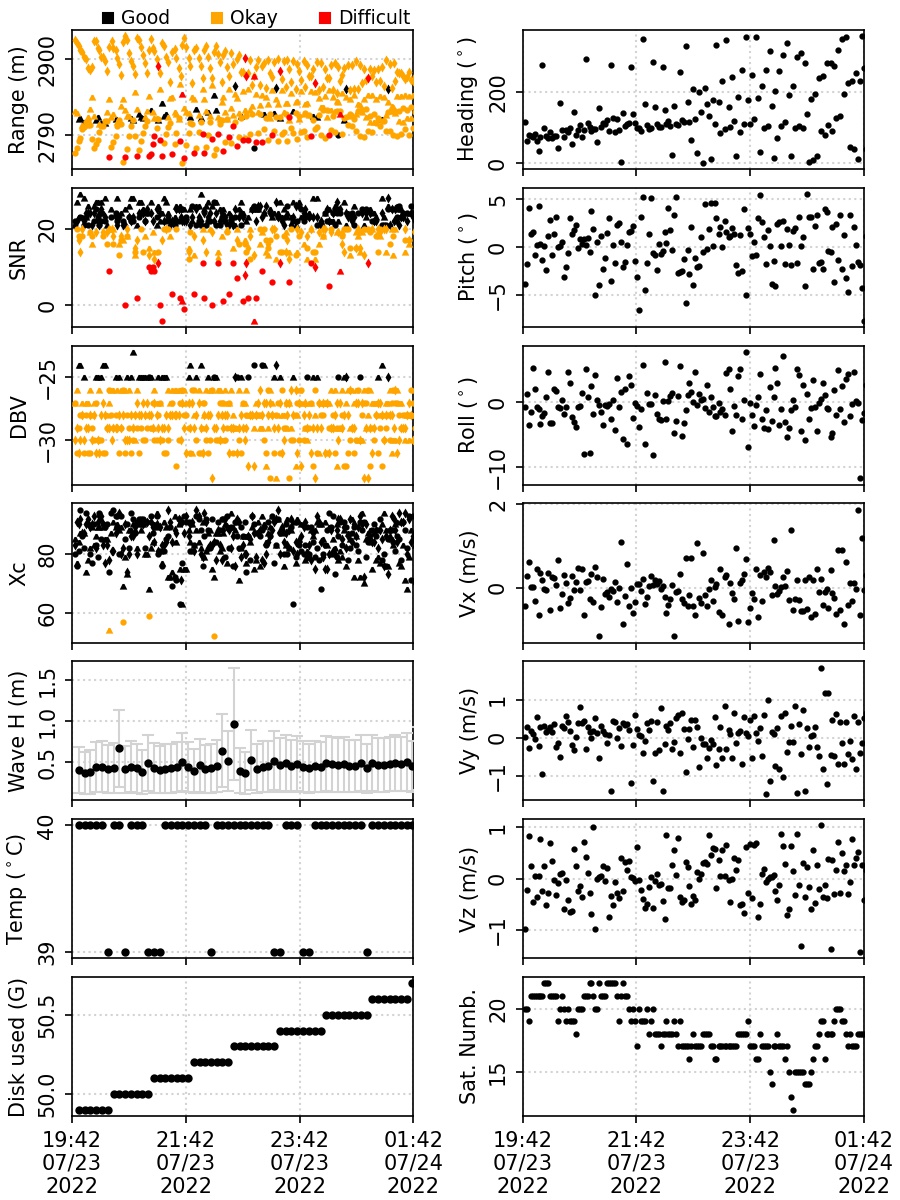 Good Okay Difficult
Range (m)
2900
2790
Heading (°)
200
0
SNR
20
0
Pitch (°)
5
0
−5
DBV
−25
−30
Roll (°)
0
−10
Xc
80
60
Vx (m/s)
2
0
Wave H (m)
1.5
1.0
0.5
Vy (m/s)
1
0
−1
Temp (°C)
40
39
Vz (m/s)
1
0
−1
Disk used (G)
50.5
50.0
Sat. Numb.
20
15
19:42 21:42 23:42 01:42
07/23 07/23 07/23 07/24
2022 2022 2022 2022
19:42 21:42 23:42 01:42
07/23 07/23 07/23 07/24
2022 2022 2022 2022